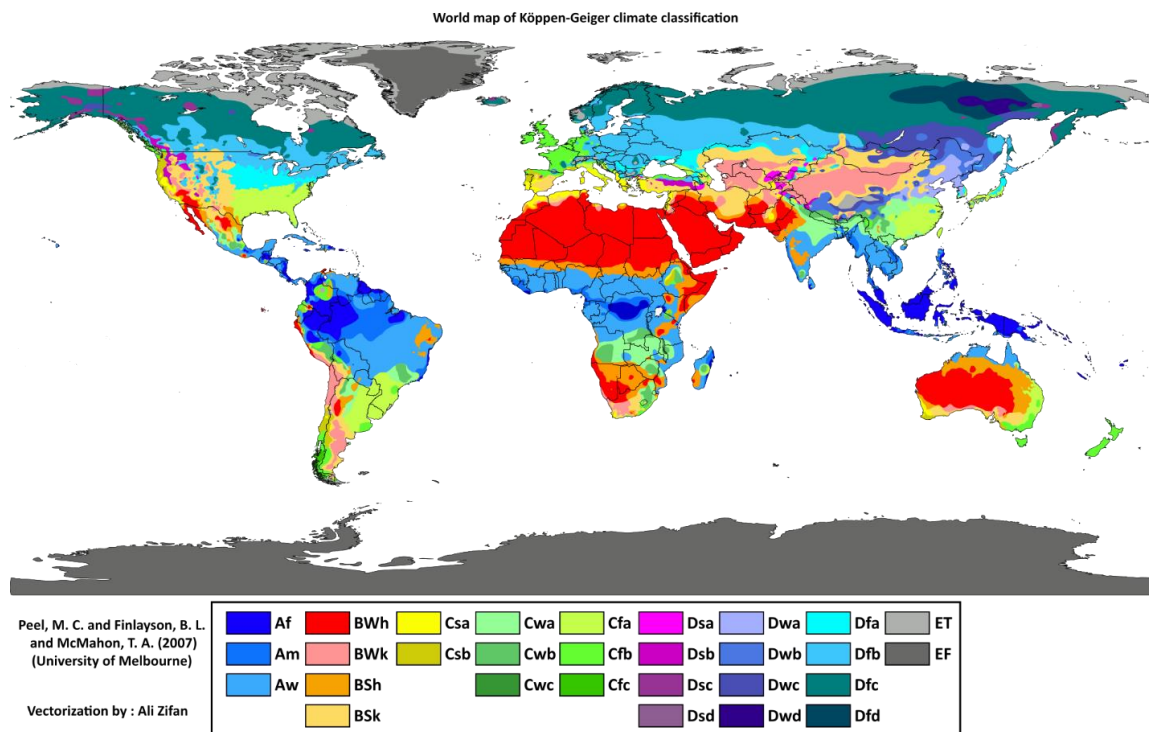 World map of Köppen-Geiger climate classification
Peel, M. C. and Finlayson, B. L.
and McMahon, T. A. (2007)
(University of Melbourne)
Vectorization by : Ali Zifan
Af BWh Csa Cwa Cfa Dsa Dwa Dfa ET
Am BWk Csb Cwb Cfb Dsb Dwb Dfb EF
Aw BSh Cwc Cfc Dsc Dwc Dfc
BSk Dsd Dwd Dfd